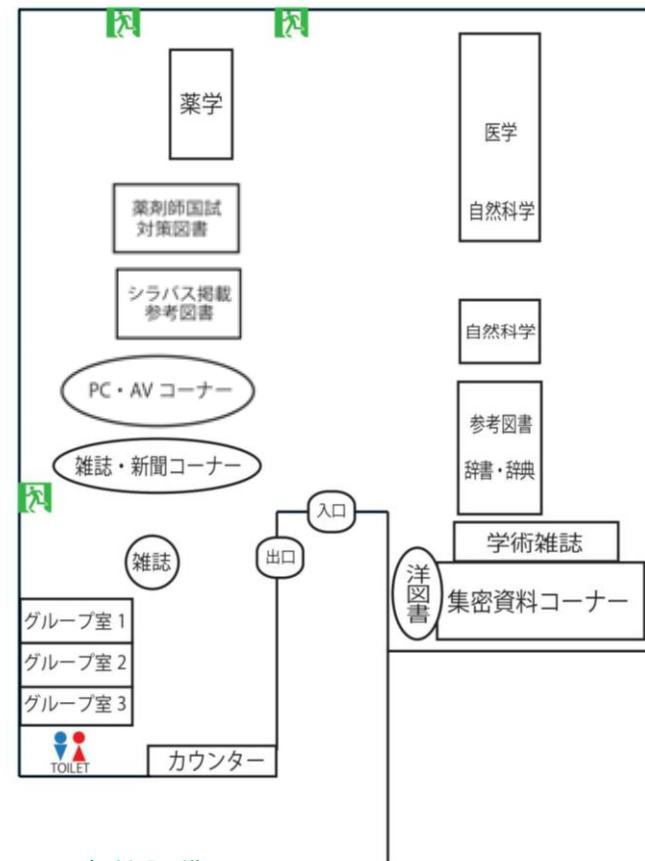 薬学
医学
自然科学
薬剤師国試
対策図書
シラバス掲載
参考図書
自然科学
PC・AV コーナー
参考図書
雑誌・新聞コーナー
辞書・辞典
入口
出口
学術雑誌
雑誌
洋図書
集密資料コーナー
グループ室 1
グループ室 2
グループ室 3
TOILET
カウンター